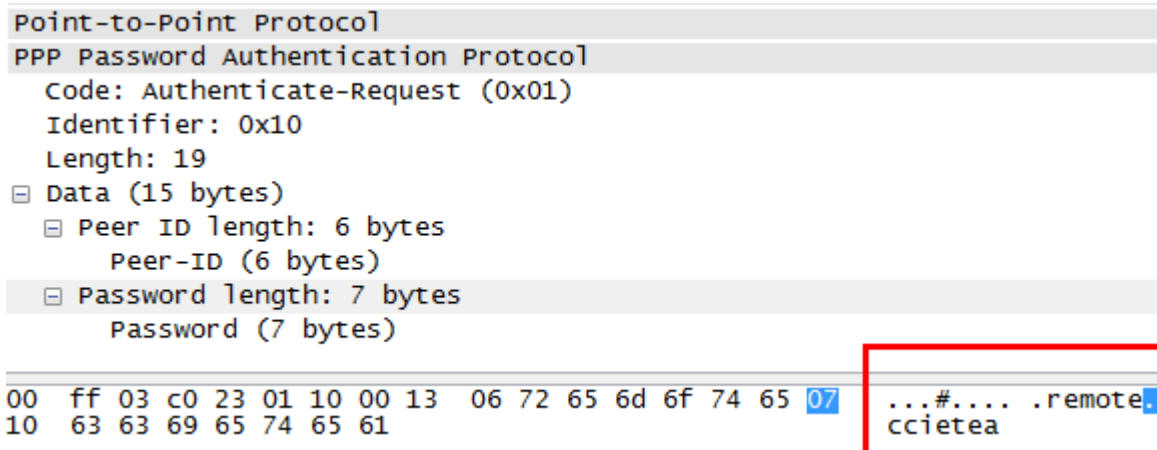 Point-to-Point Protocol
PPP Password Authentication Protocol
Code: Authenticate-Request (0x01)
Identifier: 0x10
Length: 19
Data (15 bytes)
Peer ID length: 6 bytes
Peer-ID (6 bytes)
Password length: 7 bytes
Password (7 bytes)
00 ff 03 c0 23 01 10 00 13 06 72 65 6d 6f 74 65 07 ...#.... .remote.
10 63 63 69 65 74 65 61 ccietea